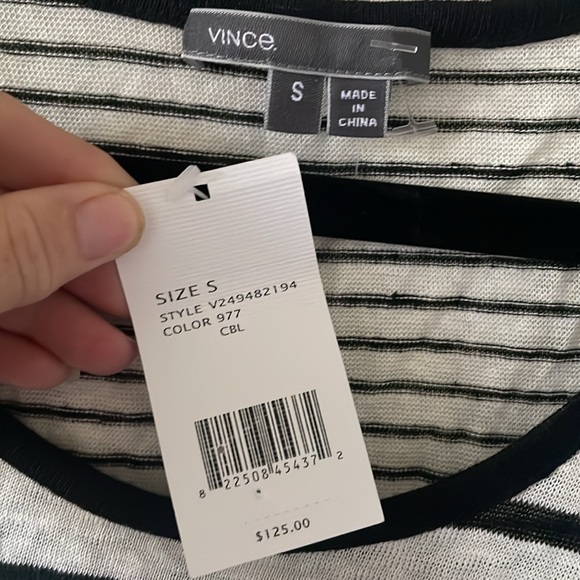 VINCE.
S
MADE
IN
CHINA
SIZE S
STYLE V249482194
COLOR 977
CBL
8 22508 45437 2
$125.00